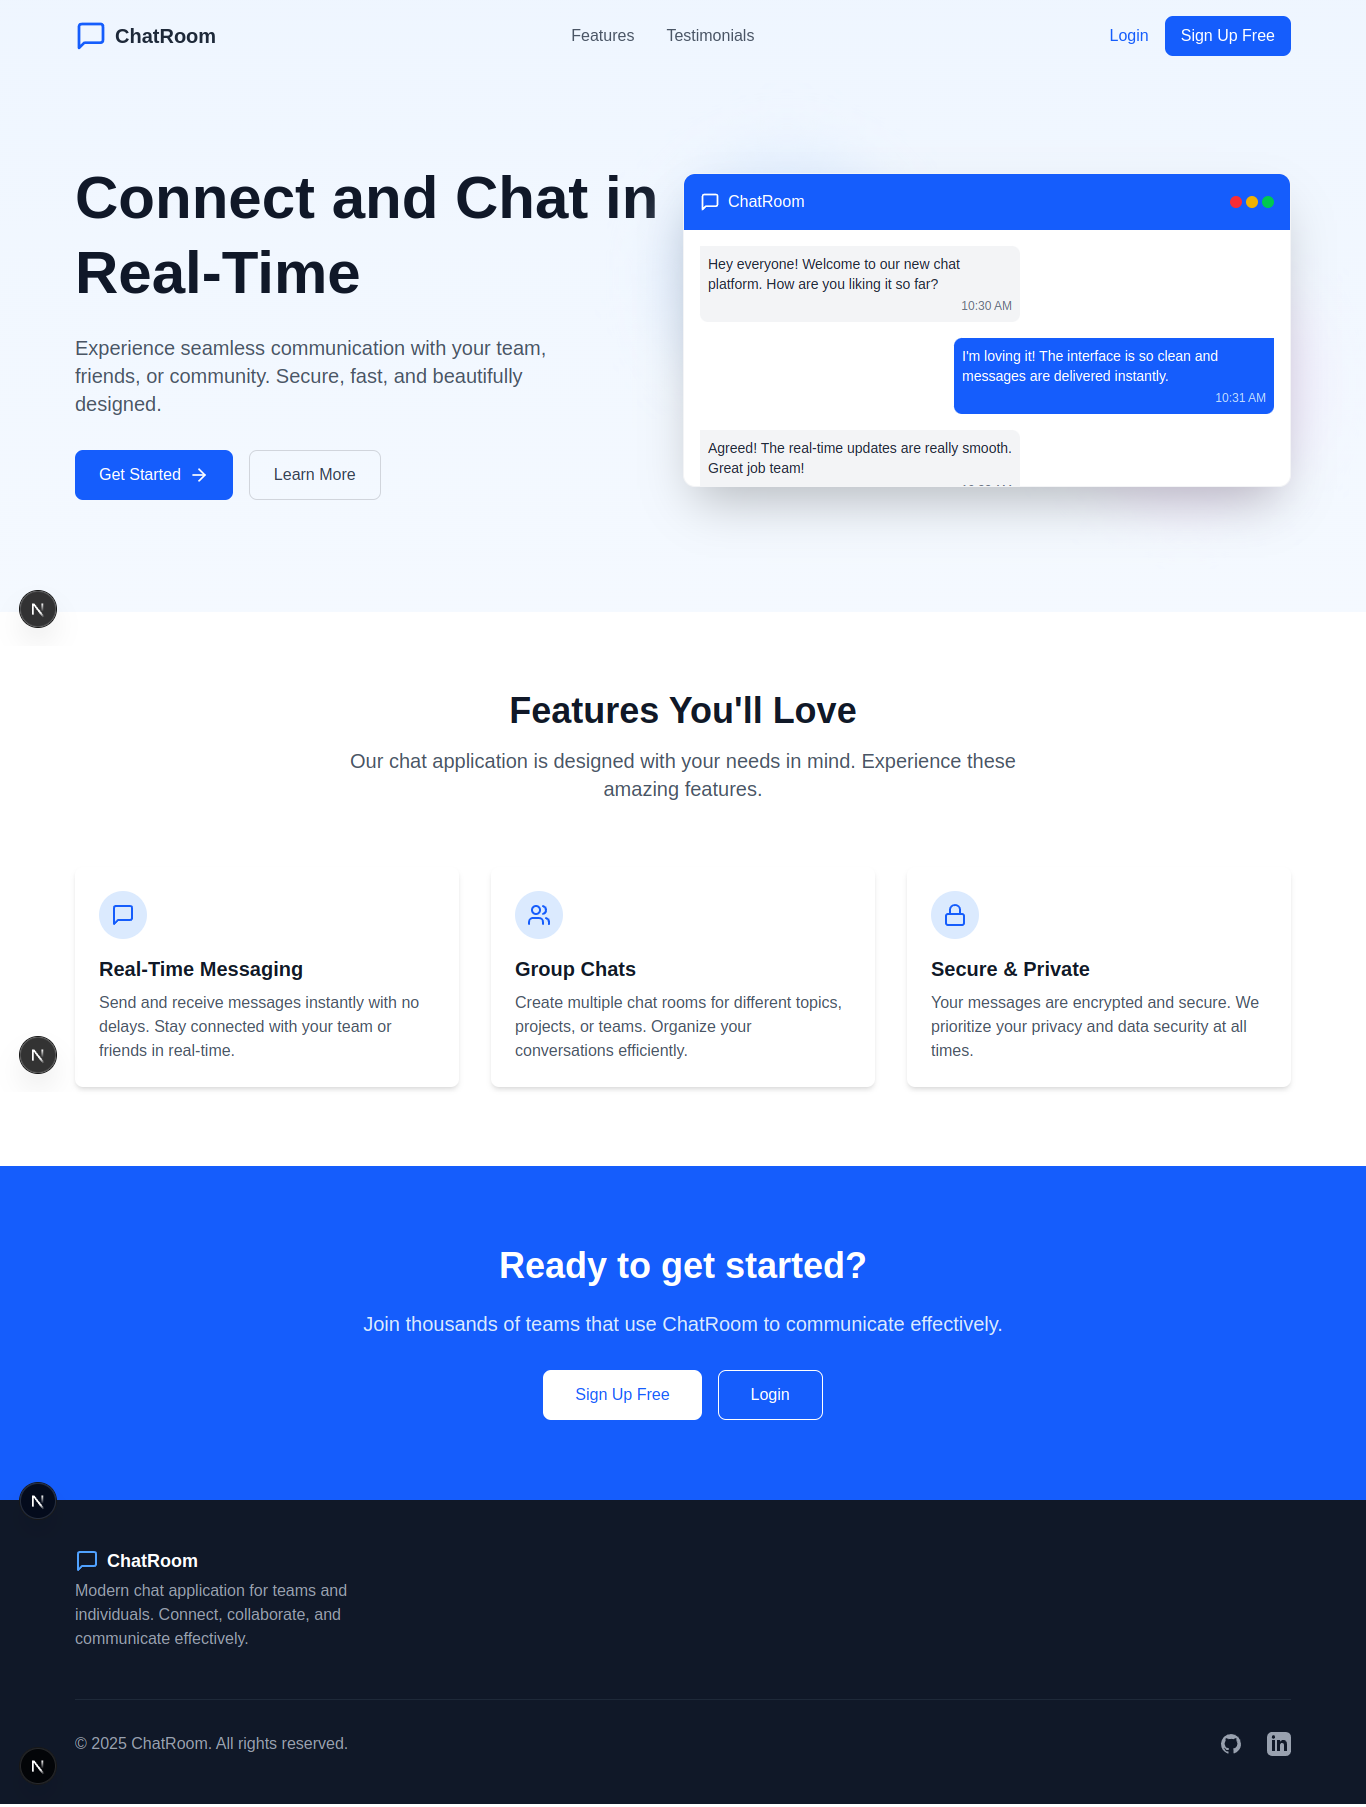 ChatRoom
Features
Testimonials
Login
Sign Up Free
Connect and Chat in
Real-Time
Experience seamless communication with your team,
friends, or community. Secure, fast, and beautifully
designed.
Get Started
Learn More
ChatRoom
Hey everyone! Welcome to our new chat
platform. How are you liking it so far?
10:30 AM
I'm loving it! The interface is so clean and
messages are delivered instantly.
10:31 AM
Agreed! The real-time updates are really smooth.
Great job team!
N
Features You'll Love
Our chat application is designed with your needs in mind. Experience these
amazing features.
Real-Time Messaging
Send and receive messages instantly with no
delays. Stay connected with your team or
friends in real-time.
Group Chats
Create multiple chat rooms for different topics,
projects, or teams. Organize your
conversations efficiently.
Secure & Private
Your messages are encrypted and secure. We
prioritize your privacy and data security at all
times.
N
Ready to get started?
Join thousands of teams that use ChatRoom to communicate effectively.
Sign Up Free
Login
N
ChatRoom
Modern chat application for teams and
individuals. Connect, collaborate, and
communicate effectively.
© 2025 ChatRoom. All rights reserved.
in
N